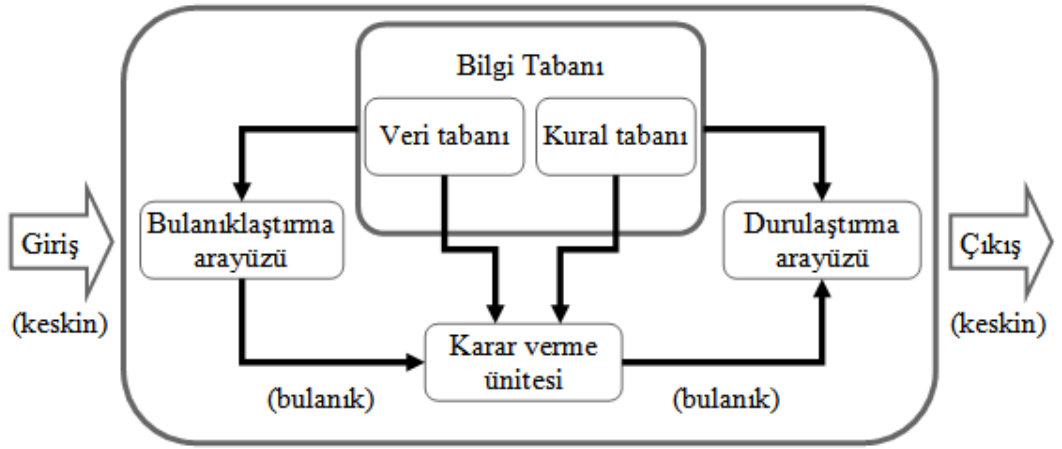 Bilgi Tabanı
Veri tabanı
Kural tabanı
Giriş
(keskin)
Bulanıklaştırma
arayüzü
Durulaştırma
arayüzü
Çıkış
(keskin)
Karar verme
ünitesi
(bulanık)
(bulanık)